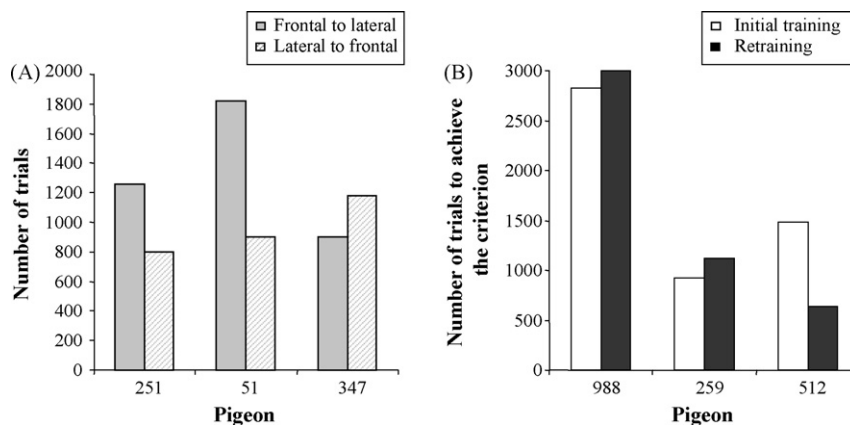 Frontal to lateral
Lateral to frontal
(A)
Number of trials
2000
1800
1600
1400
1200
1000
800
600
400
200
0
251 51 347
Pigeon
Initial training
Retraining
(B)
Number of trials to achieve
the criterion
3000
2500
2000
1500
1000
500
0
988 259 512
Pigeon